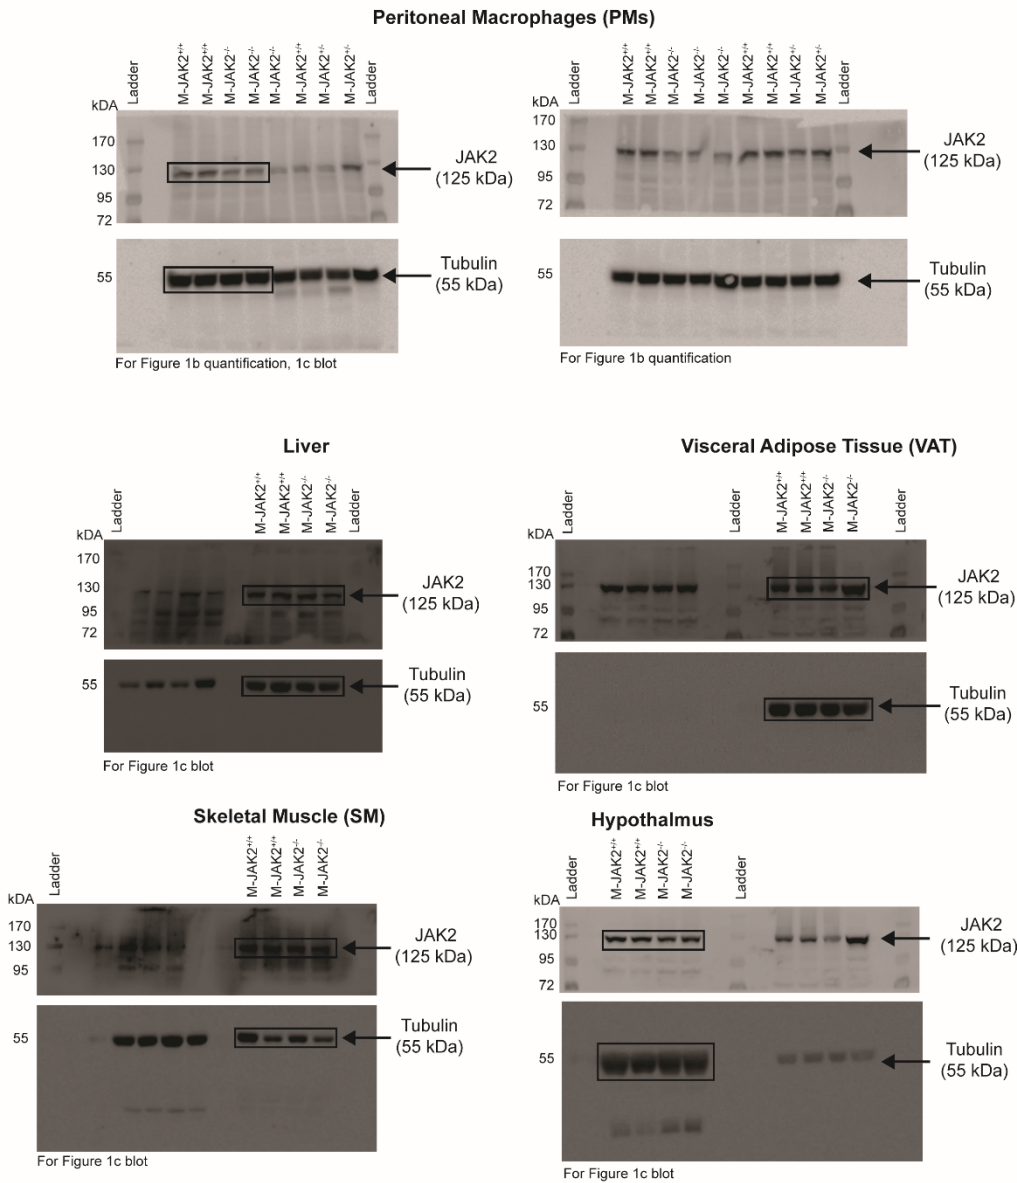 Peritoneal Macrophages (PMs)
Ladder
M-JAK2+/+
M-JAK2+/+
M-JAK2-/-
M-JAK2-/-
M-JAK2-/-
M-JAK2+/-
M-JAK2+/-
M-JAK2+/-
Ladder
kDA
170
130
95
72
JAK2
(125 kDa)
55
Tubulin
(55 kDa)
For Figure 1b quantification, 1c blot
Ladder
M-JAK2+/+
M-JAK2+/+
M-JAK2-/-
M-JAK2-/-
M-JAK2-/-
M-JAK2+/+
M-JAK2+/+
M-JAK2+/-
M-JAK2+/-
Ladder
kDA
170
130
95
72
JAK2
(125 kDa)
55
Tubulin
(55 kDa)
For Figure 1b quantification
Liver
Ladder
M-JAK2+/+
M-JAK2+/+
M-JAK2-/-
M-JAK2-/-
Ladder
kDA
170
130
95
72
JAK2
(125 kDa)
55
Tubulin
(55 kDa)
For Figure 1c blot
Visceral Adipose Tissue (VAT)
Ladder
Ladder
M-JAK2+/+
M-JAK2+/+
M-JAK2-/-
M-JAK2-/-
Ladder
kDA
170
130
95
72
JAK2
(125 kDa)
55
Tubulin
(55 kDa)
For Figure 1c blot
Skeletal Muscle (SM)
Ladder
M-JAK2+/+
M-JAK2+/+
M-JAK2-/-
M-JAK2-/-
kDA
170
130
95
JAK2
(125 kDa)
55
Tubulin
(55 kDa)
For Figure 1c blot
Hypothalmus
Ladder
M-JAK2+/+
M-JAK2+/+
M-JAK2-/-
M-JAK2-/-
Ladder
kDA
170
130
95
72
JAK2
(125 kDa)
55
Tubulin
(55 kDa)
For Figure 1c blot